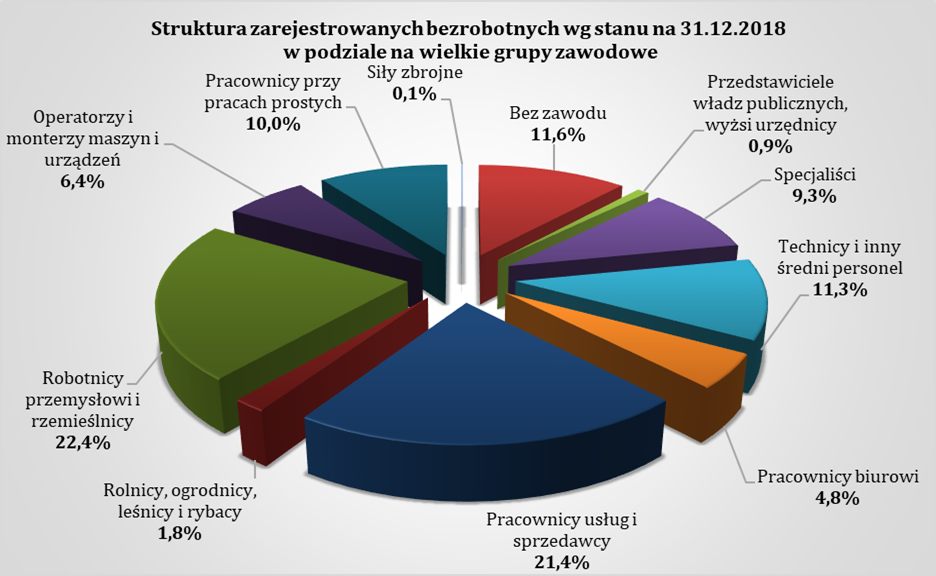 Struktura zarejestrowanych bezrobotnych wg stanu na 31.12.2018
w podziale na wielkie grupy zawodowe
Siły zbrojne
0,1%
Bez zawodu
11,6%
Przedstawiciele
władz publicznych,
wyżsi urzędnicy
0,9%
Specjaliści
9,3%
Technicy i inny
średni personel
11,3%
Pracownicy biurowi
4,8%
Pracownicy usług i
sprzedawcy
21,4%
Rolnicy, ogrodnicy,
leśnicy i rybacy
1,8%
Robotnicy
przemysłowi i
rzemieślnicy
22,4%
Operatorzy i
monterzy maszyn i
urządzeń
6,4%
Pracownicy przy
pracach prostych
10,0%